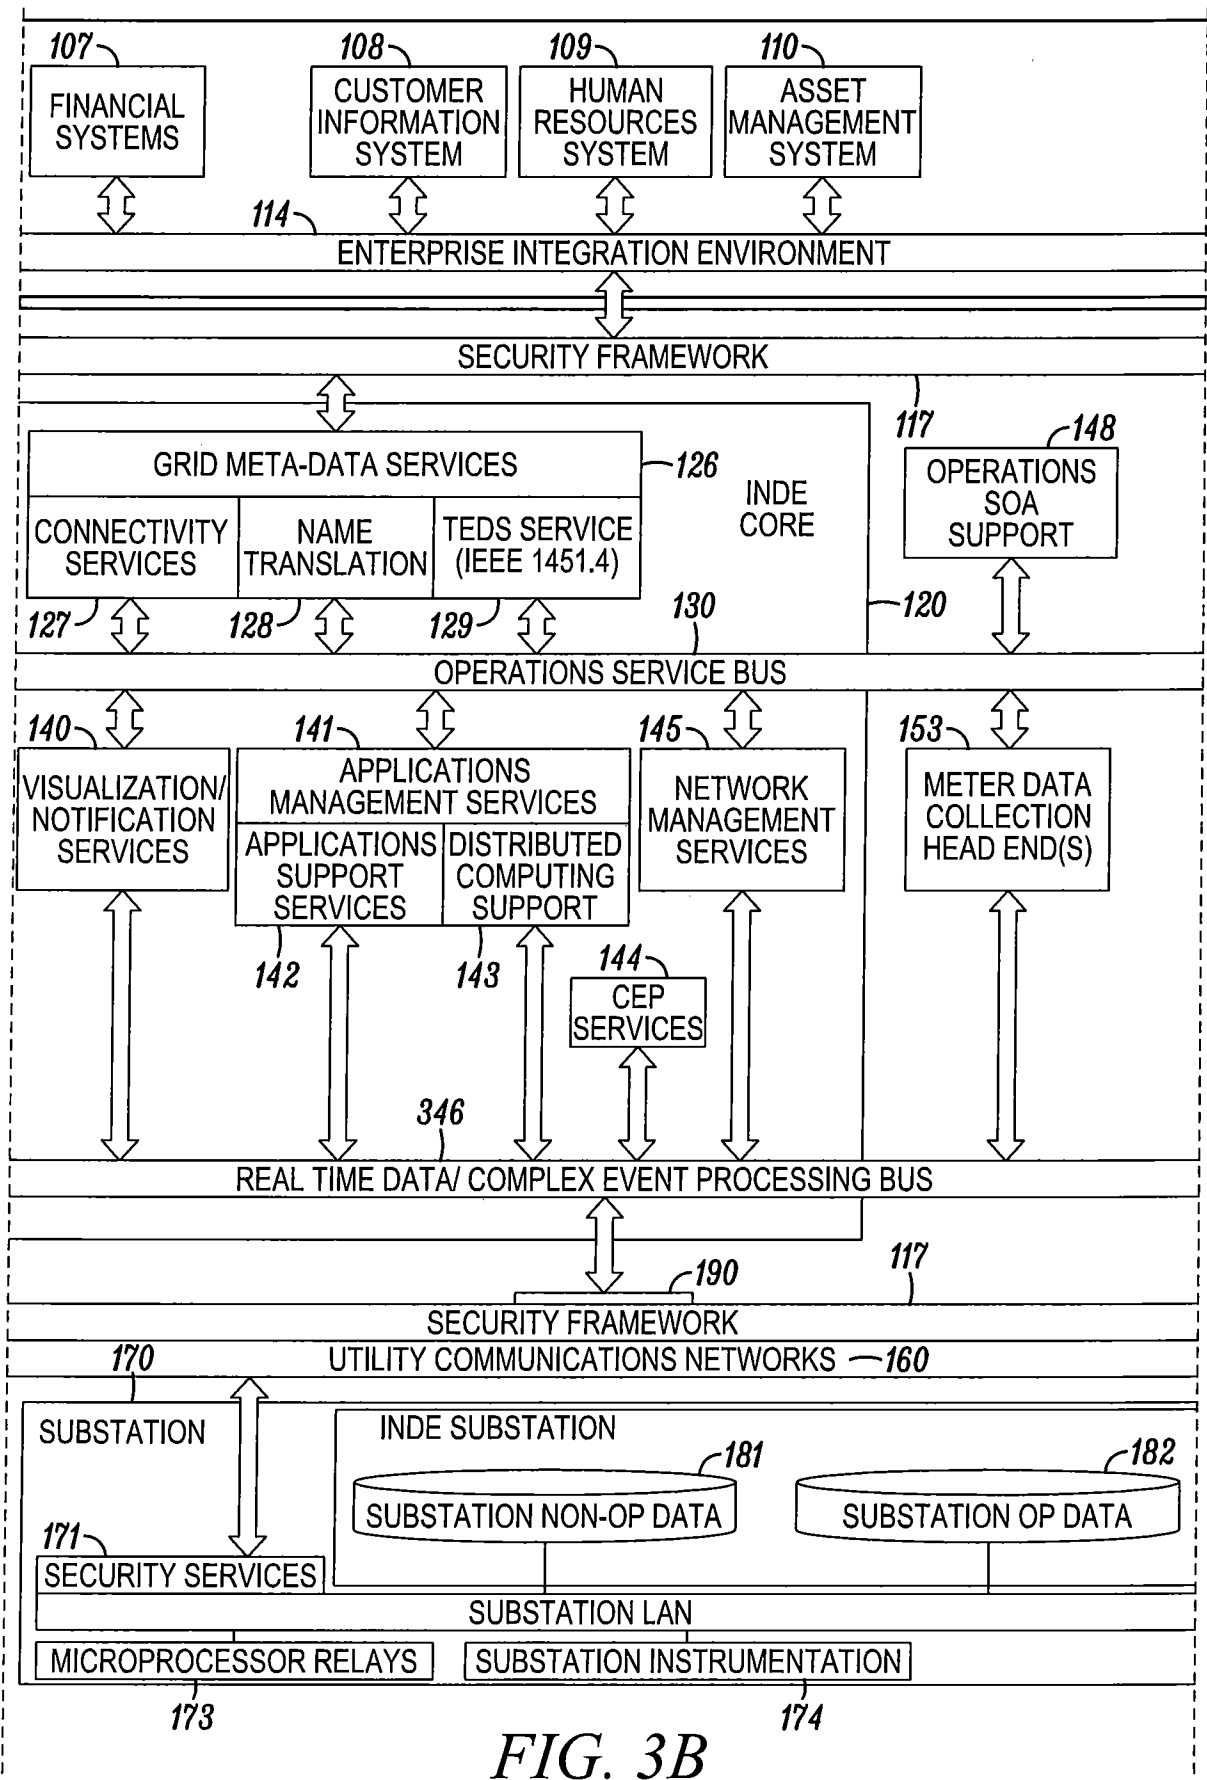 107
108
109
110
FINANCIAL
SYSTEMS
CUSTOMER
INFORMATION
SYSTEM
HUMAN
RESOURCES
SYSTEM
ASSET
MANAGEMENT
SYSTEM
114
ENTERPRISE INTEGRATION ENVIRONMENT
SECURITY FRAMEWORK
117
148
GRID META-DATA SERVICES
126
CONNECTIVITY
SERVICES
NAME
TRANSLATION
TEDS SERVICE
(IEEE 1451.4)
INDE
CORE
OPERATIONS
SOA
SUPPORT
127
128
129
130
120
OPERATIONS SERVICE BUS
140
141
145
153
VISUALIZATION/
NOTIFICATION
SERVICES
APPLICATIONS
MANAGEMENT SERVICES
APPLICATIONS
SUPPORT
SERVICES
DISTRIBUTED
COMPUTING
SUPPORT
NETWORK
MANAGEMENT
SERVICES
METER DATA
COLLECTION
HEAD END(S)
142
143
144
CEP
SERVICES
346
REAL TIME DATA/ COMPLEX EVENT PROCESSING BUS
190
117
SECURITY FRAMEWORK
UTILITY COMMUNICATIONS NETWORKS
160
170
SUBSTATION
INDE SUBSTATION
181
182
SUBSTATION NON-OP DATA
SUBSTATION OP DATA
171
SECURITY SERVICES
SUBSTATION LAN
MICROPROCESSOR RELAYS
SUBSTATION INSTRUMENTATION
173
174
FIG. 3B